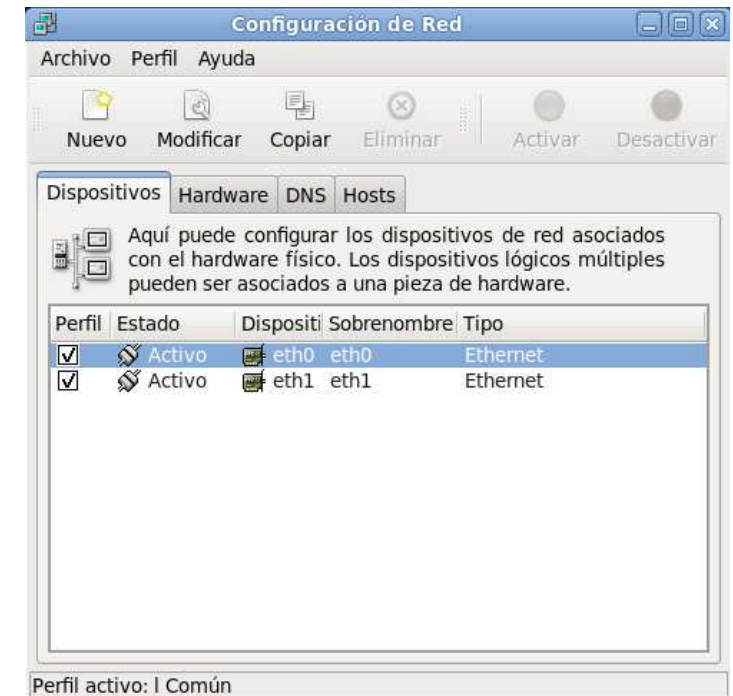 Configuración de Red
Archivo Perfil Ayuda
Nuevo Modificar Copiar Eliminar Activar Desactivar
Dispositivos Hardware DNS Hosts
Aquí puede configurar los dispositivos de red asociados
con el hardware físico. Los dispositivos lógicos múltiples
pueden ser asociados a una pieza de hardware.
Perfil Estado Dispositi Sobrenombre Tipo
Activo eth0 eth0 Ethernet
Activo eth1 eth1 Ethernet
Perfil activo: l Común